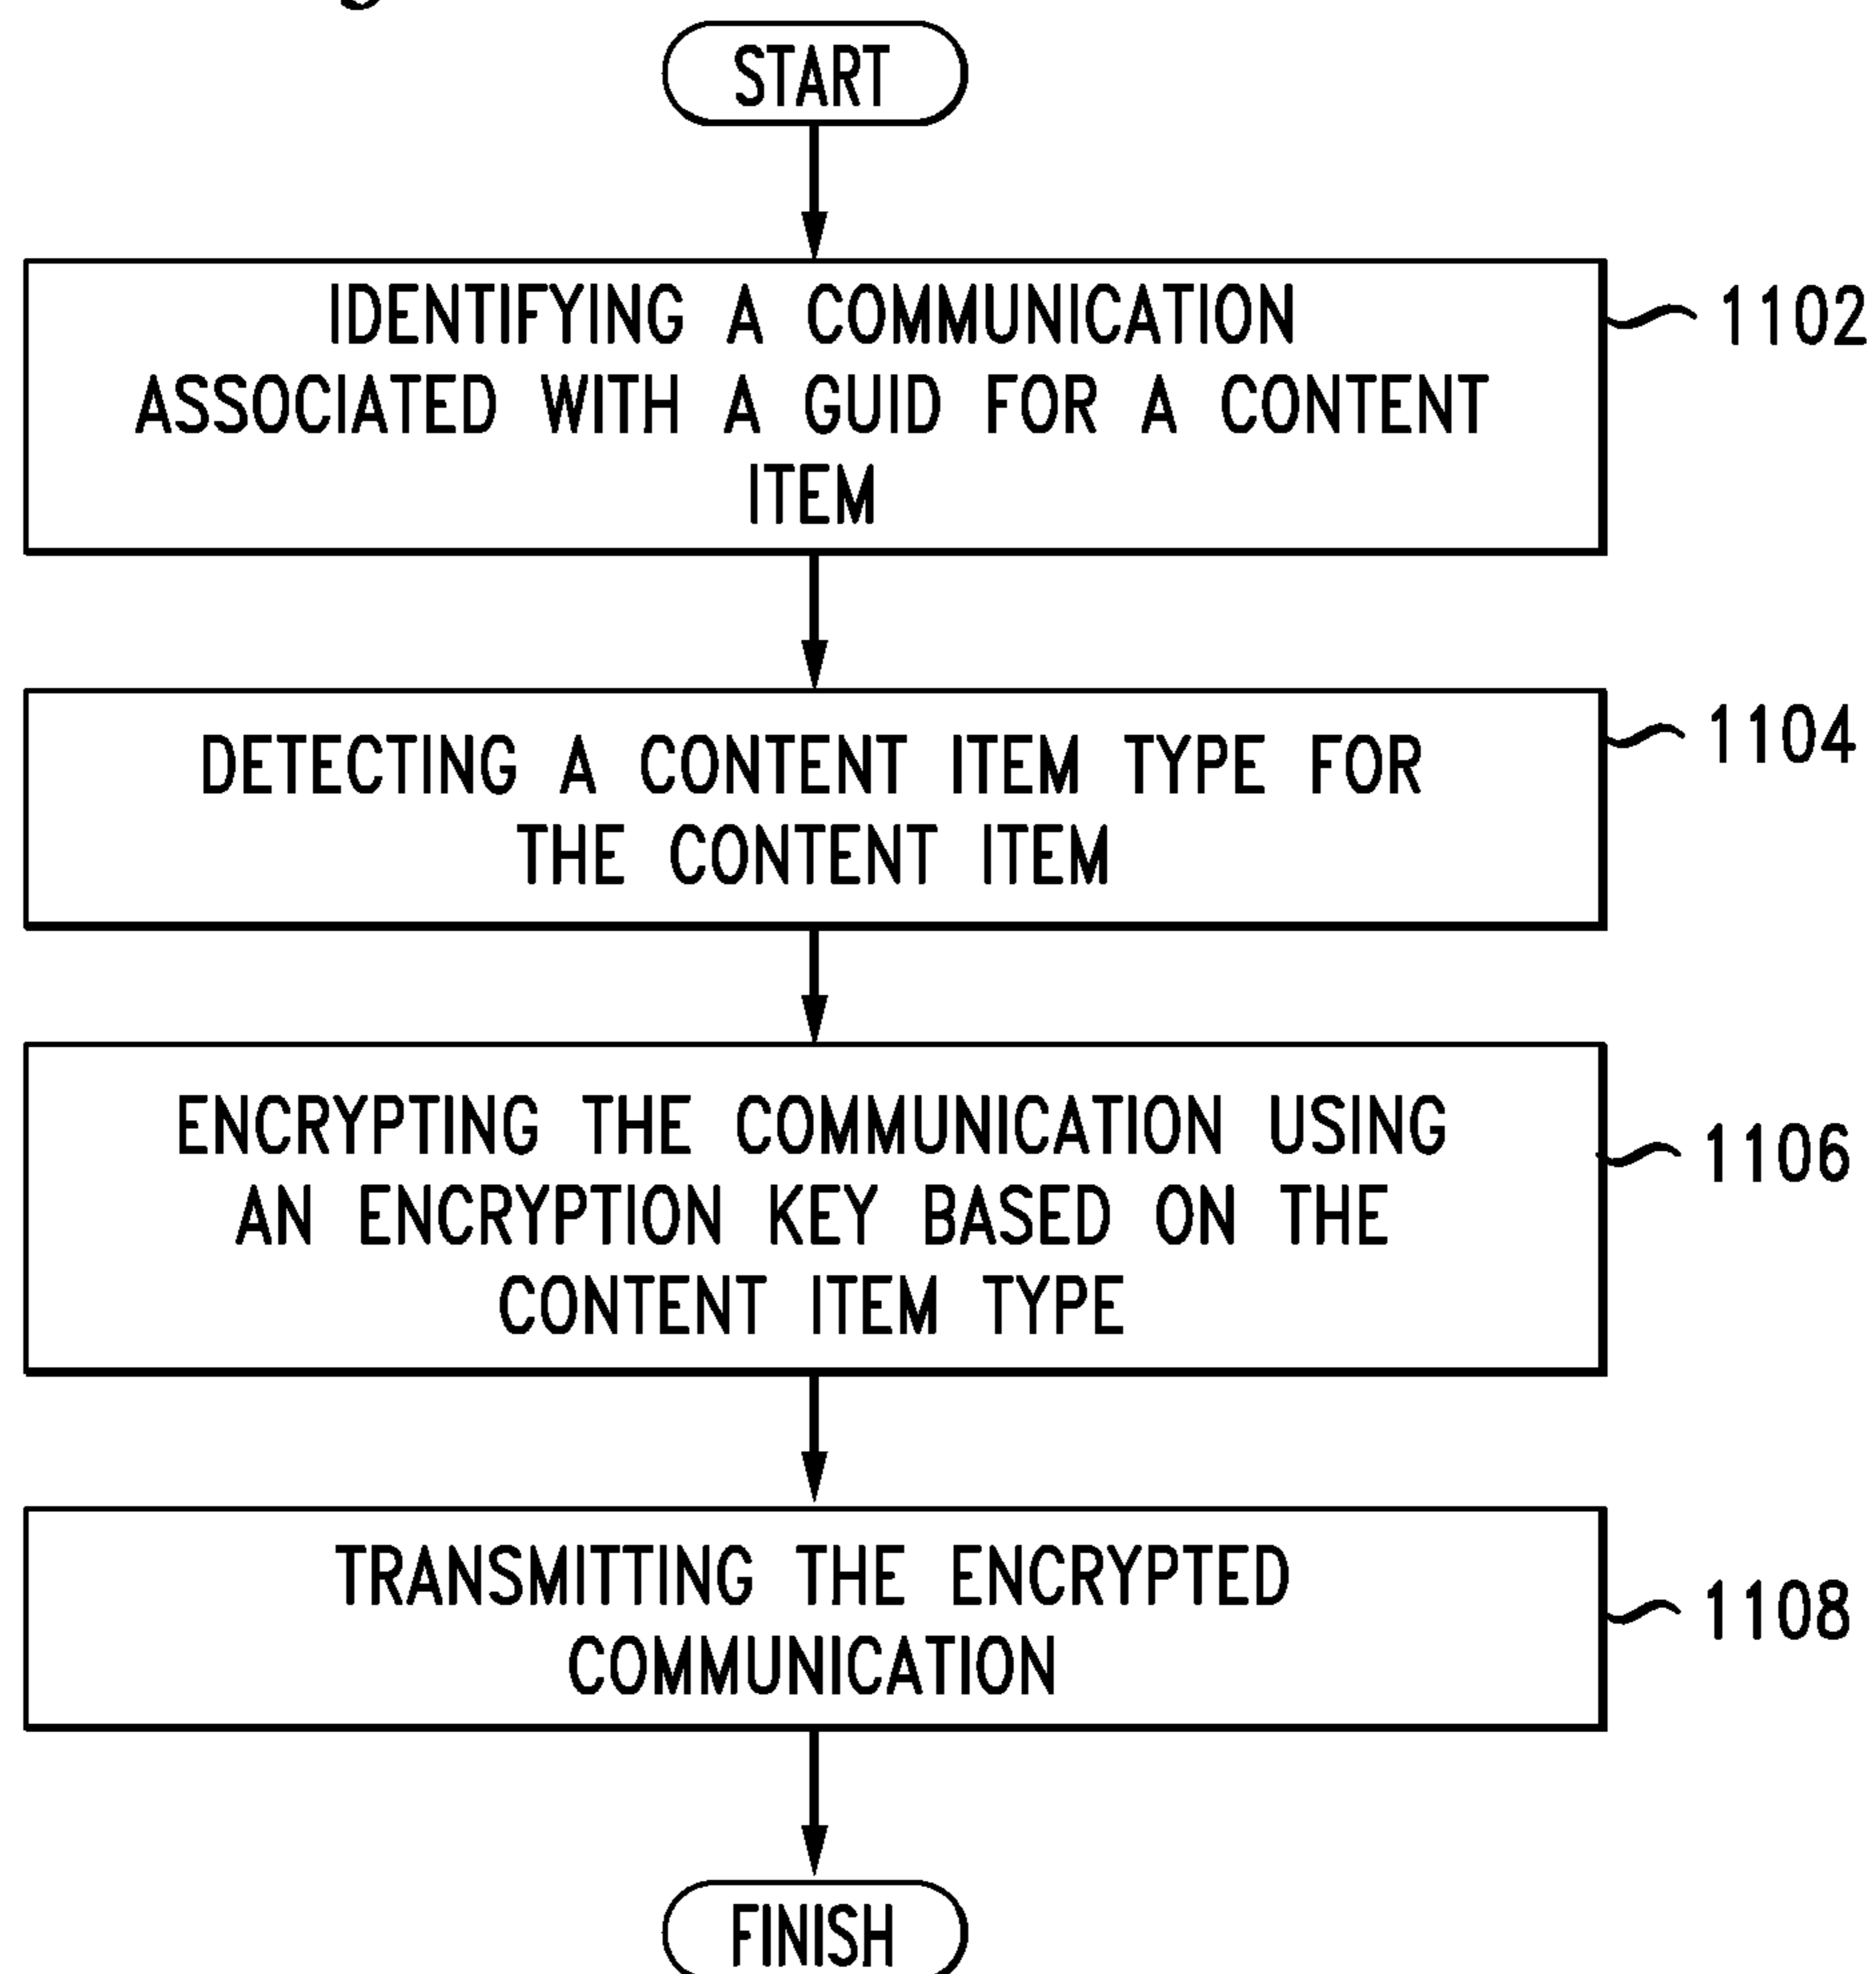 START
IDENTIFYING A COMMUNICATION
1102
ASSOCIATED WITH A GUID FOR A CONTENT
ITEM
1104
DETECTING A CONTENT ITEM TYPE FOR
THE CONTENT ITEM
ENCRYPTING THE COMMUNICATION USING
1106
AN ENCRYPTION KEY BASED ON THE
CONTENT ITEM TYPE
TRANSMITTING THE ENCRYPTED
1108
COMMUNICATION
FINISH